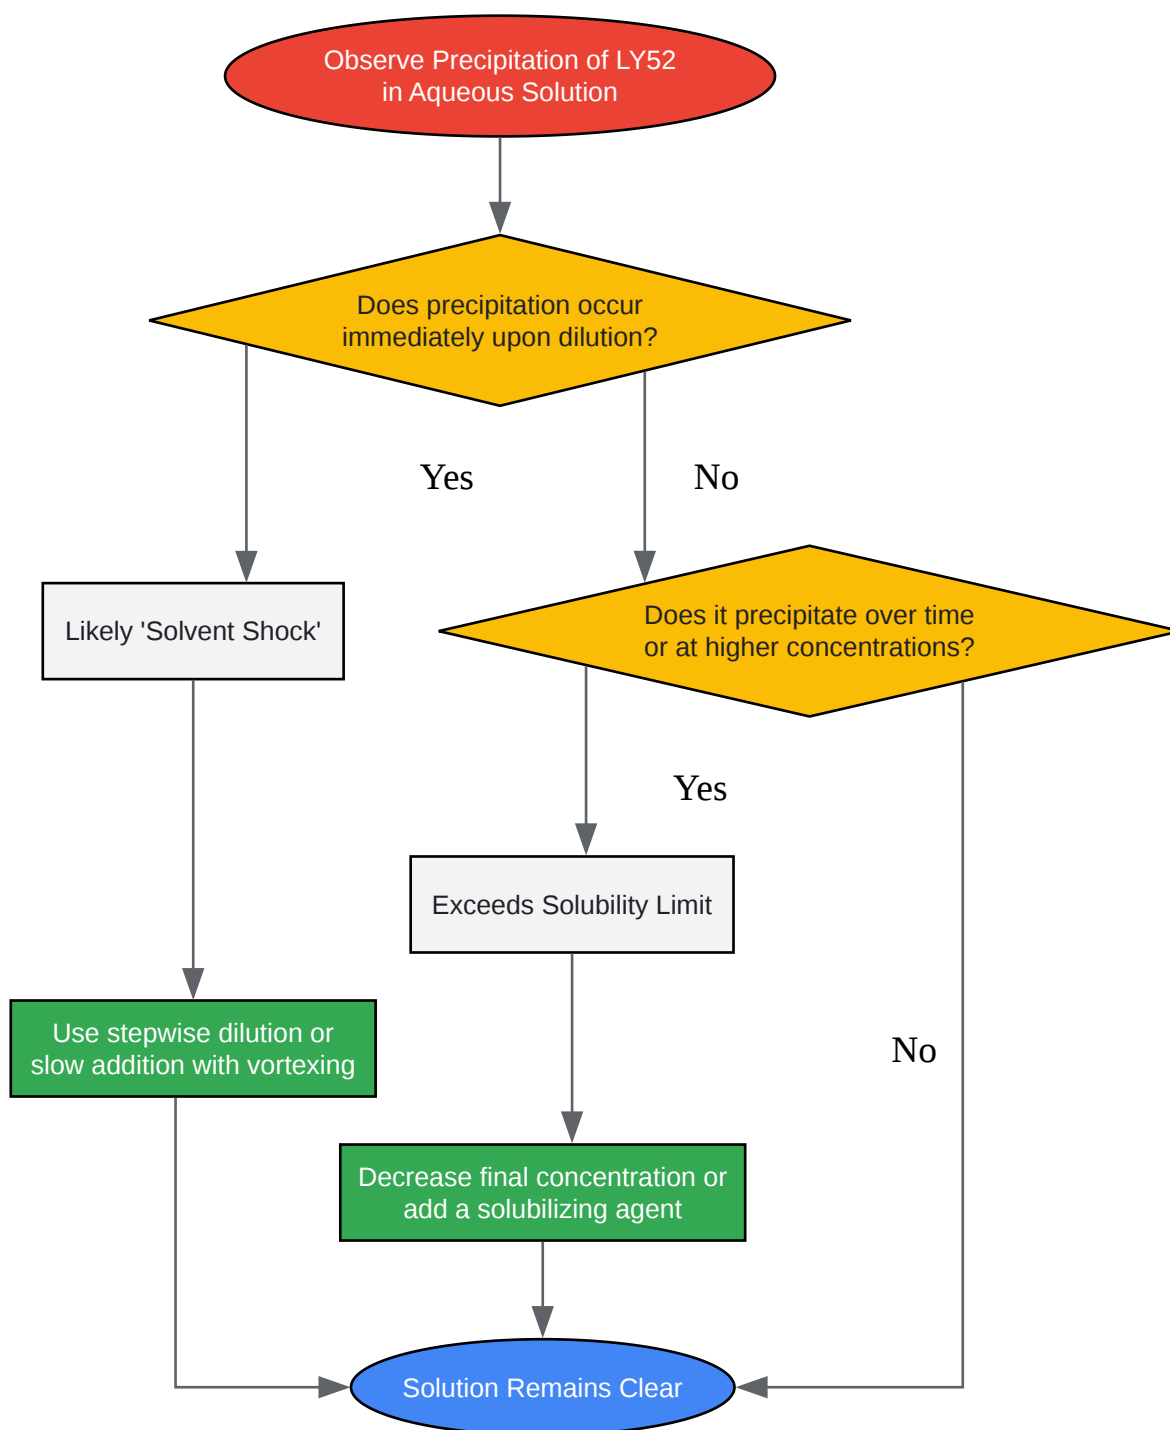 Observe Precipitation of LY52
in Aqueous Solution
Does precipitation occur
immediately upon dilution?
Yes
No
Likely 'Solvent Shock'
Does it precipitate over time
or at higher concentrations?
Yes
Exceeds Solubility Limit
Use stepwise dilution or
slow addition with vortexing
No
Decrease final concentration or
add a solubilizing agent
Solution Remains Clear